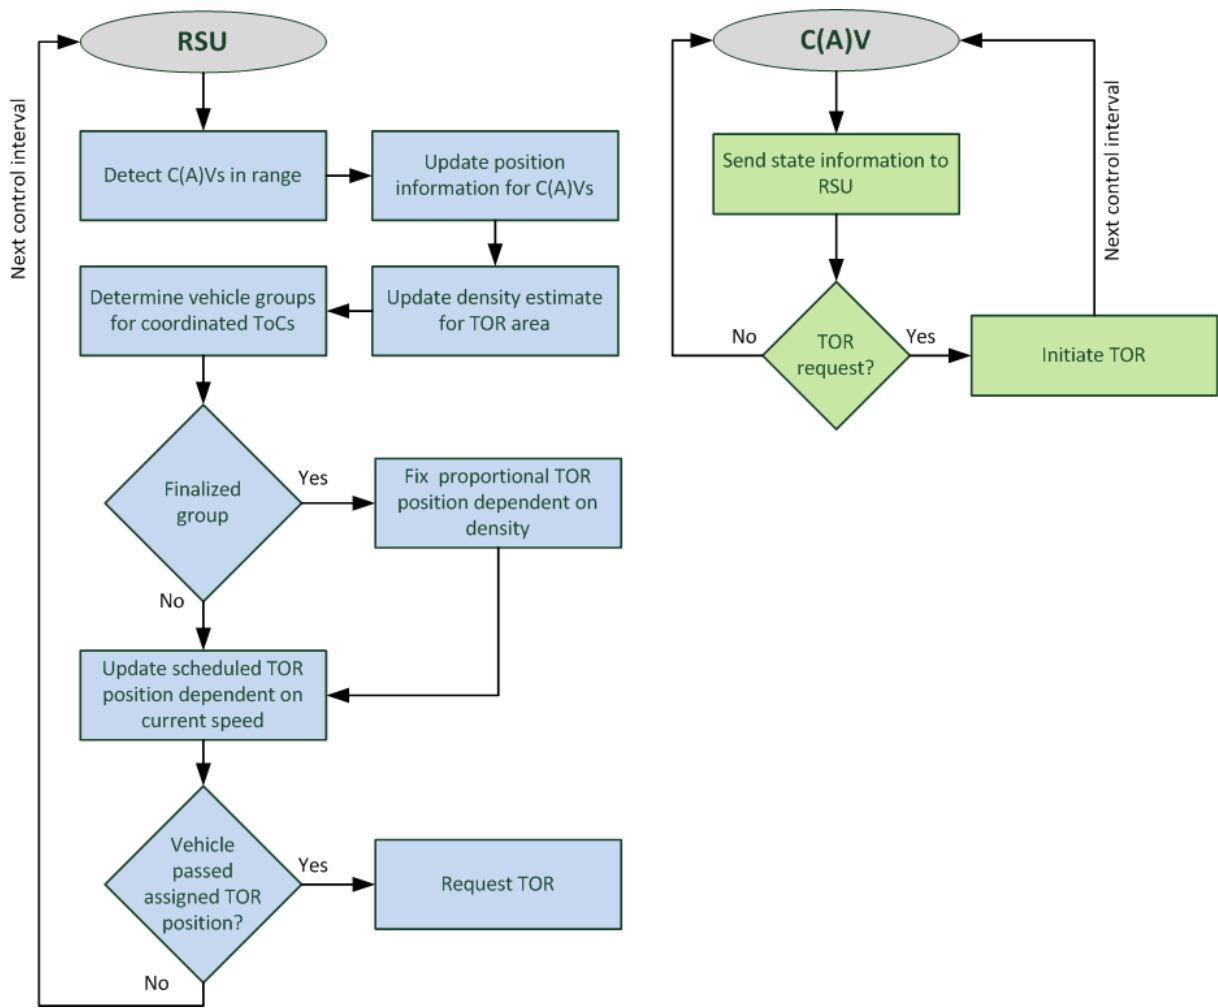 RSU
Next control interval
Detect C(A)Vs in range
Update position
information for C(A)Vs
Determine vehicle groups
for coordinated ToCs
Update density estimate
for TOR area
Finalized
group
Yes
Fix proportional TOR
position dependent on
density
No
Update scheduled TOR
position dependent on
current speed
Vehicle
passed
assigned TOR
position?
Yes
Request TOR
No
C(A)V
Send state information to
RSU
Next control interval
TOR
request?
No
Yes
Initiate TOR